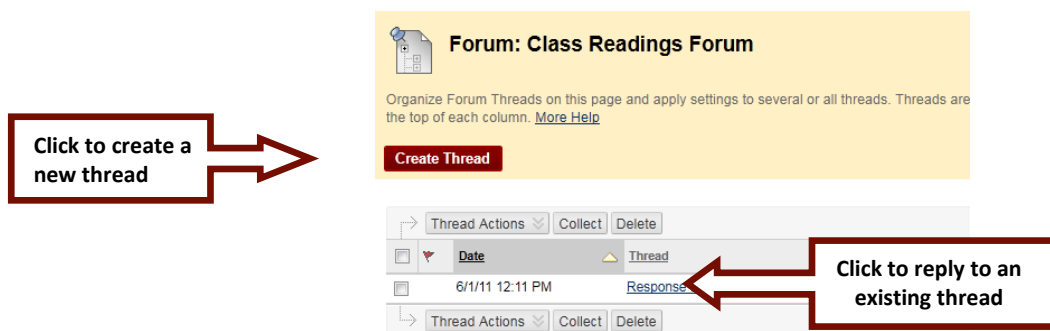 Forum: Class Readings Forum
Organize Forum Threads on this page and apply settings to several or all threads. Threads are
the top of each column. More Help
Click to create a
new thread
Create Thread
Thread Actions Collect Delete
Date Thread
Click to reply to an
existing thread
6/1/11 12:11 PM Response
Thread Actions Collect Delete